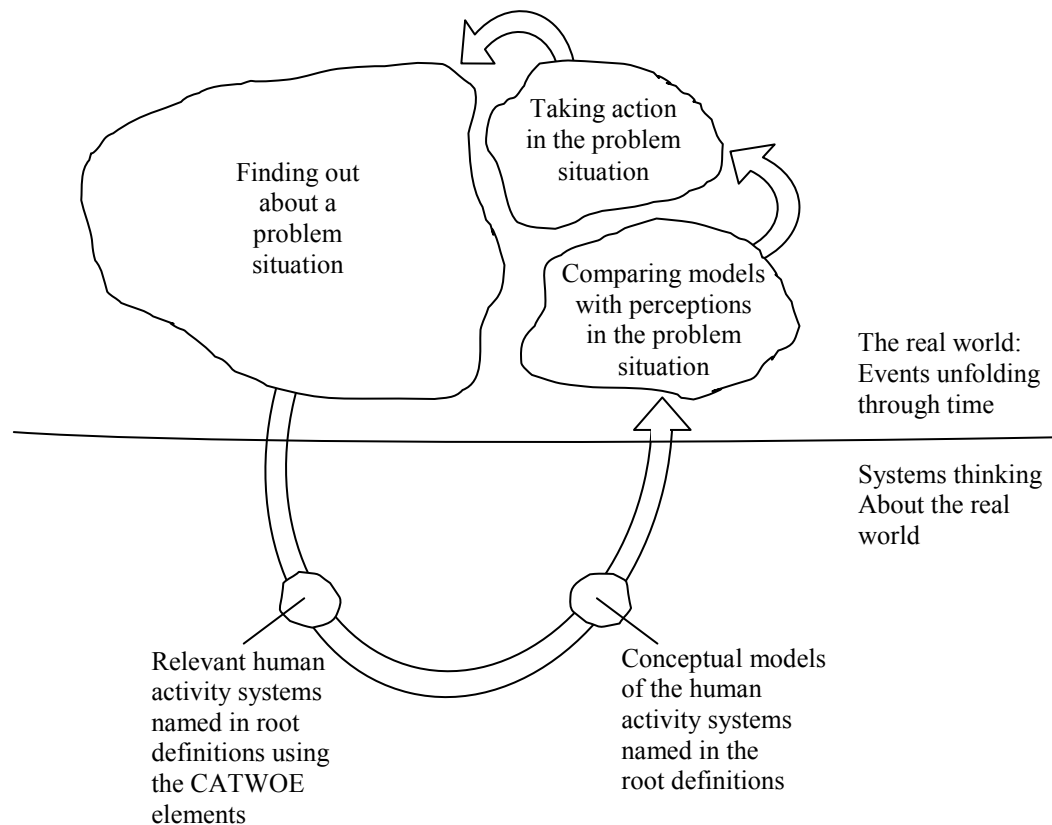 Taking action
in the problem
situation
Finding out
about a
problem
situation
Comparing models
with perceptions
in the problem
situation
The real world:
Events unfolding
through time
Systems thinking
About the real
world
Relevant human
activity systems
named in root
definitions using
the CATWOE
elements
Conceptual models
of the human
activity systems
named in the
root definitions